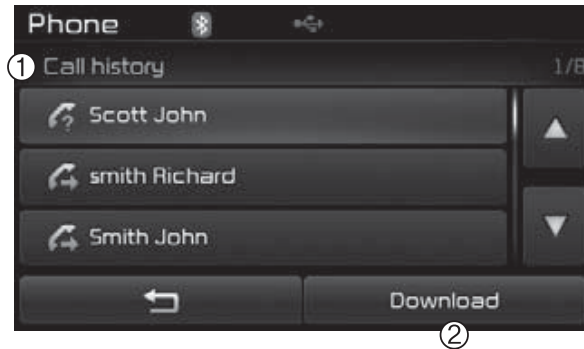 Phone
① Call history 1/8
Scott John
smith Richard
Smith John
Download
②